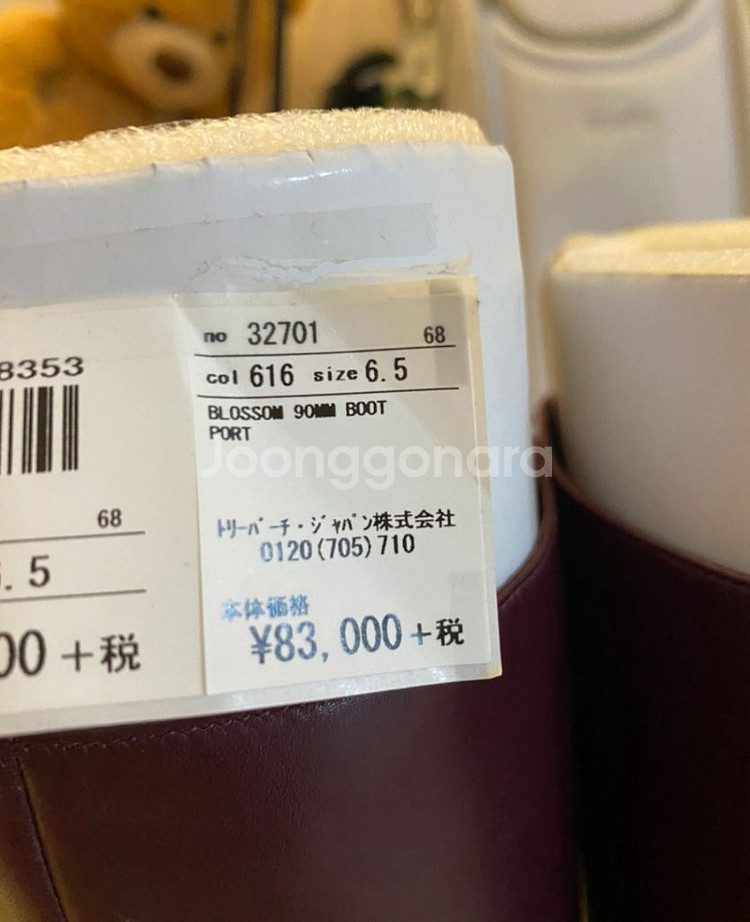 8353
68
.5
00+税
no 32701 68
col 616 size 6.5
BLOSSOM 90MM BOOT
PORT
Joonggonara
ﾄﾘｰﾊﾞｰﾁ・ｼﾞｬﾊﾟﾝ株式会社
0120(705)710
本体価格
¥83,000+税